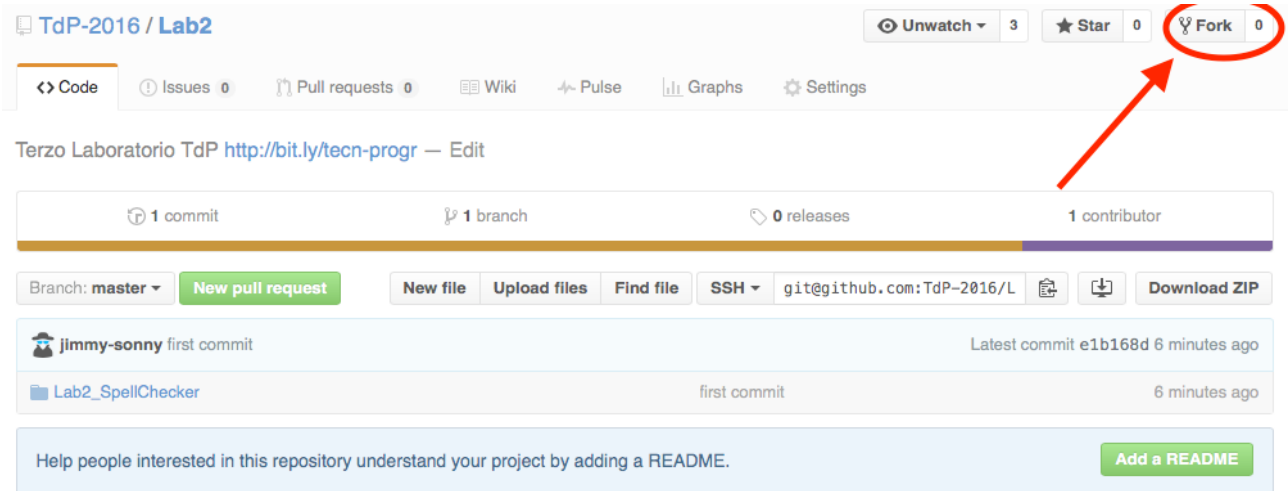 TdP-2016 / Lab2 Unwatch 3 Star 0 Fork 0
Code Issues 0 Pull requests 0 Wiki Pulse Graphs Settings
Terzo Laboratorio TdP http://bit.ly/tecn-progr — Edit
1 commit 1 branch 0 releases 1 contributor
Branch: master New pull request New file Upload files Find file SSH git@github.com:TdP-2016/L Download ZIP
jimmy-sonny first commit Latest commit e1b168d 6 minutes ago
Lab2_SpellChecker first commit 6 minutes ago
Help people interested in this repository understand your project by adding a README. Add a README